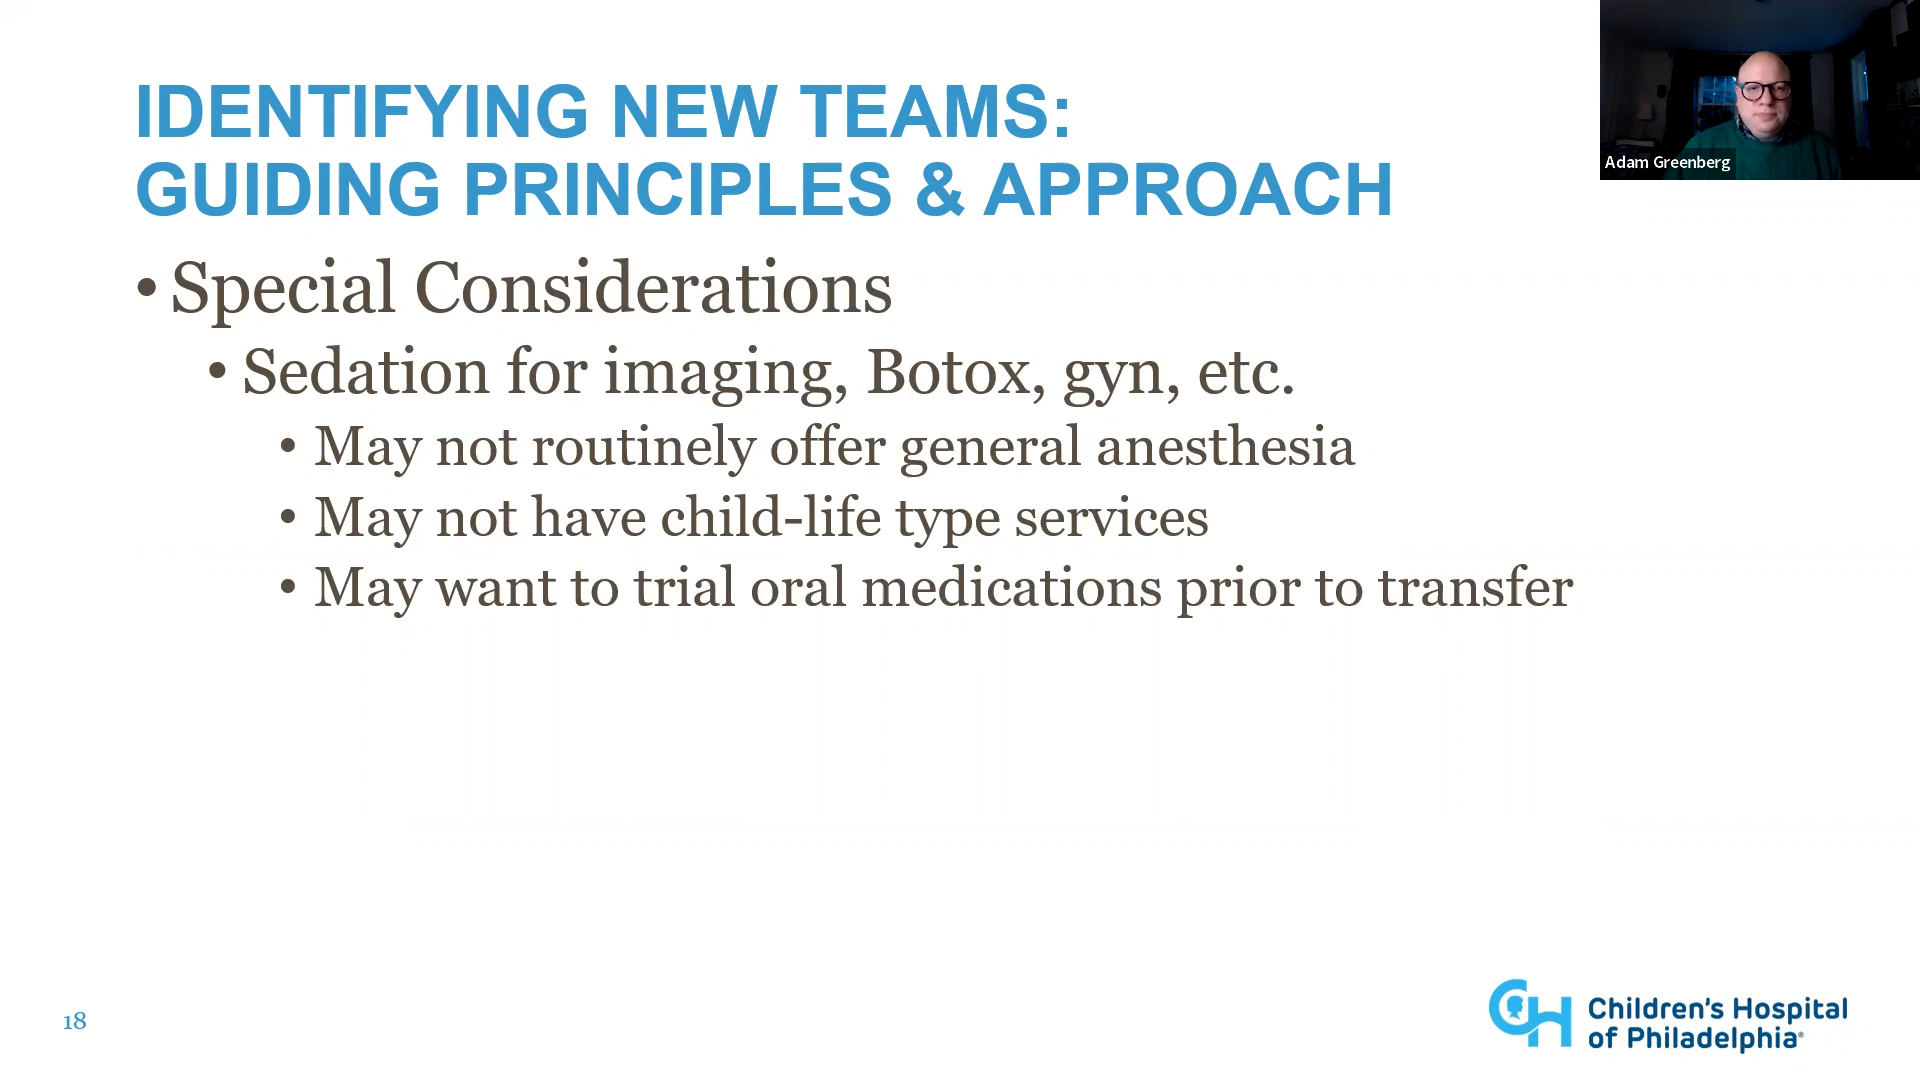 IDENTIFYING NEW TEAMS:
GUIDING PRINCIPLES & APPROACH
• Special Considerations
• Sedation for imaging, Botox, gyn, etc.
• May not routinely offer general anesthesia
• May not have child-life type services
• May want to trial oral medications prior to transfer
Adam Greenberg
18
CH Children's Hospital
of Philadelphia®